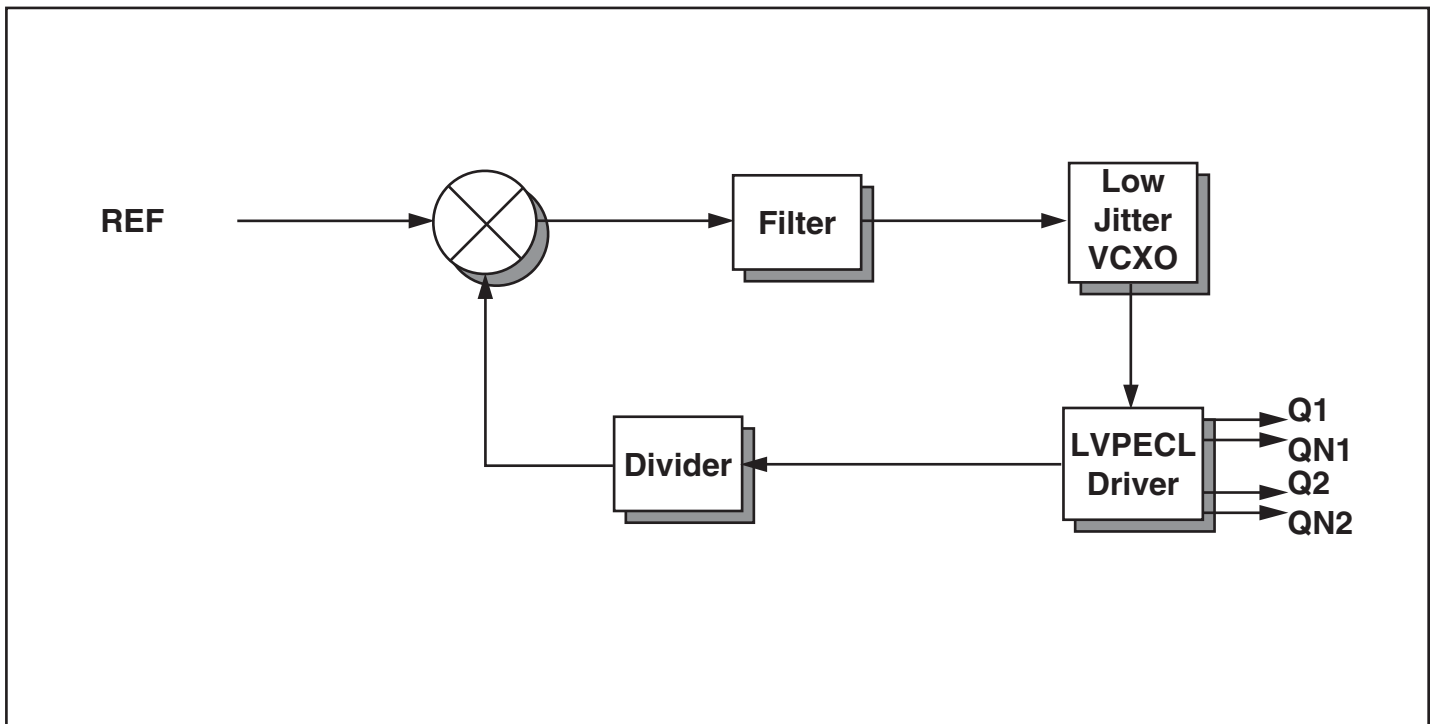 REF
Filter
Low
Jitter
VCXO
Divider
LVPECL
Driver
Q1
QN1
Q2
QN2